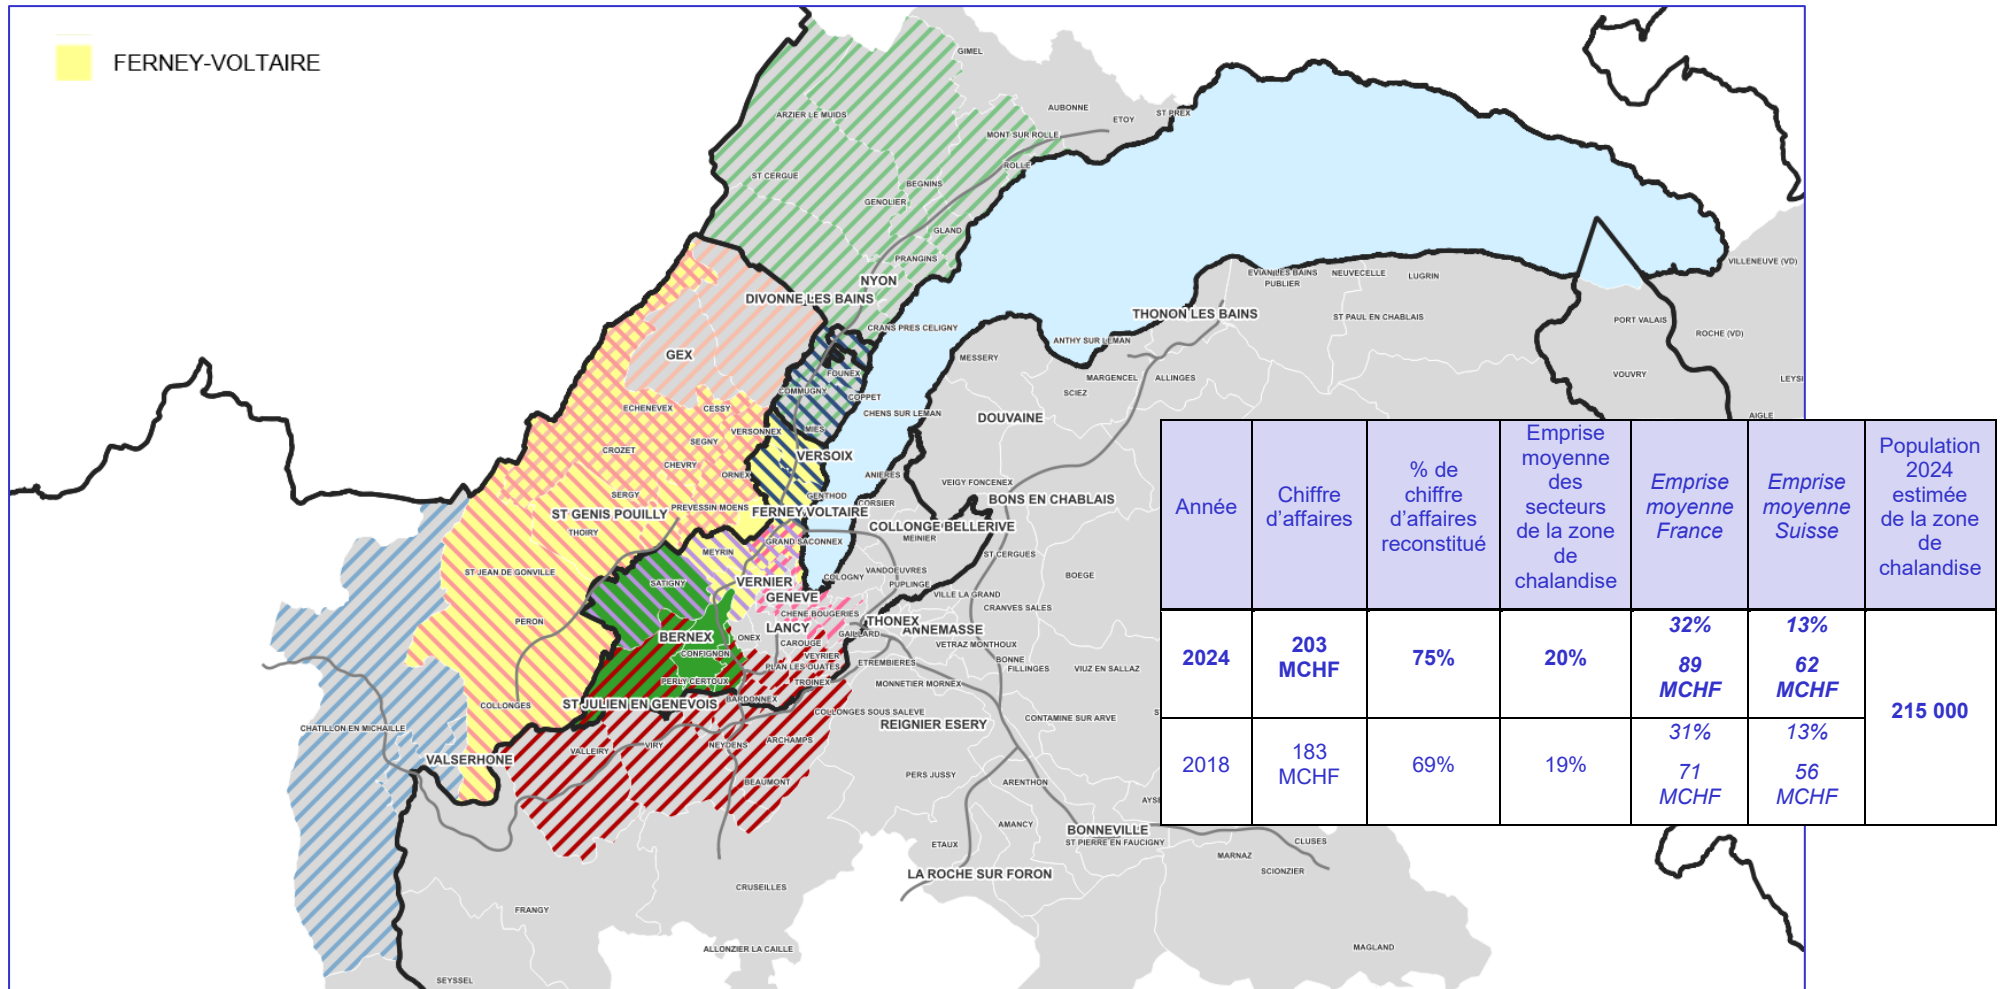 FERNEY-VOLTAIRE
GIMEL
AUBONNE
ETOY
ST PREX
ARZIER LE MUIDS
MONT SUR ROLLE
ROLLE
ST CERGUE
BEGNINS
GENOLIER
GLAND
PRANGINS
NYON
DIVONNE LES BAINS
CRANS PRES CELIGNY
VILLENEUVE (VD)
EVIAN LES BAINS
NEUVECELLE
LUGRIN
PUBLIER
THONON LES BAINS
ST PAUL EN CHABLAIS
PORT VALAIS
ROCHE (VD)
ANTHY SUR LEMAN
MESSERY
GEX
FOUNEX
MARGENCEL
ALLINGES
VOUVRY
LEYSI
COMMUGNY
COPPET
SCIEZ
ECHENEVEX
CESSY
CHENS SUR LEMAN
DOUVAINE
AIGLE
VERSONNEX
MIES
SEGNY
CROZET
VERSOIX
CHEVRY
ORNEX
ANIERES
VEIGY FONCENEX
SERGY
GENTHOD
CORSIER
BONS EN CHABLAIS
PREVESSIN MOENS
ST GENIS POUILLY
FERNEY VOLTAIRE
COLLONGE BELLERIVE
THOIRY
GRAND SACONNEX
MEINIER
MEYRIN
ST CERGUES
ST JEAN DE GONVILLE
SATIGNY
VERNIER
COLOGNY
VANDOEUVRES
PUPLINGE
BOEGE
GENEVE
VILLE LA GRAND
CRANVES SALES
PERON
CHENE BOUGERIES
LANCY
THONEX
ANNEMASSE
BERNEX
ONEX
GAILLARD
CAROUGE
VETRAZ MONTHOUX
CONFIGNON
VEYRIER
BONNE
PLAN LES OUATES
ETREMBIERES
FILLINGES
VIUZ EN SALLAZ
PERLY CERTOUX
TROINEX
MONNETIER MORNEX
COLLONGES
ST JULIEN EN GENEVOIS
BARDONNEX
COLLONGES SOUS SALEVE
REIGNIER ESERY
CONTAMINE SUR ARVE
CHATILLON EN MICHAILLE
VALLEIRY
VIRY
NEYDENS
ARCHAMPS
VALSERHONE
BEAUMONT
PERS JUSSY
ARENTHON
AYSE
AMANCY
BONNEVILLE
ST PIERRE EN FAUCIGNY
ETAUX
CLUSES
MARNAZ
SCIONZIER
LA ROCHE SUR FORON
CRUSEILLES
FRANGY
ALLONZIER LA CAILLE
MAGLAND
SEYSSEL
Année
Chiffre
d’affaires
% de
chiffre
d’affaires
reconstitué
Emprise
moyenne
des
secteurs
de la zone
de
chalandise
Emprise
moyenne
France
Emprise
moyenne
Suisse
Population
2024
estimée
de la zone
de
chalandise
2024
203
MCHF
75%
20%
32%
89
MCHF
13%
62
MCHF
215 000
2018
183
MCHF
69%
19%
31%
71
MCHF
13%
56
MCHF